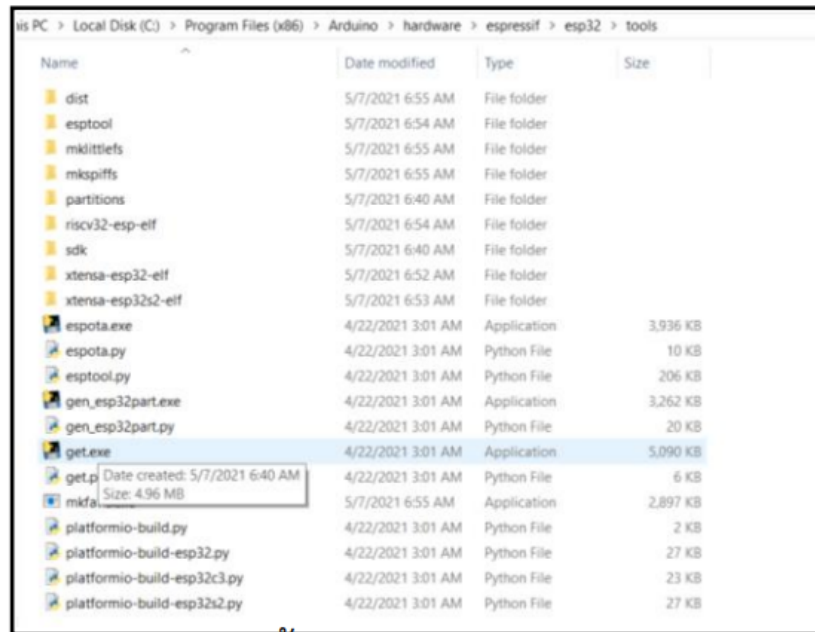 is PC > Local Disk (C:) > Program Files (x86) > Arduino > hardware > espressif > esp32 > tools
Name Date modified Type Size
dist 5/7/2021 6:55 AM File folder
esptool 5/7/2021 6:54 AM File folder
mklittlefs 5/7/2021 6:55 AM File folder
mkspiffs 5/7/2021 6:55 AM File folder
partitions 5/7/2021 6:40 AM File folder
riscv32-esp-elf 5/7/2021 6:54 AM File folder
sdk 5/7/2021 6:40 AM File folder
xtensa-esp32-elf 5/7/2021 6:52 AM File folder
xtensa-esp32s2-elf 5/7/2021 6:53 AM File folder
espota.exe 4/22/2021 3:01 AM Application 3,936 KB
espota.py 4/22/2021 3:01 AM Python File 10 KB
esptool.py 4/22/2021 3:01 AM Python File 206 KB
gen_esp32part.exe 4/22/2021 3:01 AM Application 3,262 KB
gen_esp32part.py 4/22/2021 3:01 AM Python File 20 KB
get.exe 4/22/2021 3:01 AM Application 5,090 KB
get.p Date created: 5/7/2021 6:40 AM 4/22/2021 3:01 AM Python File 6 KB
Size: 4.96 MB
5/7/2021 6:55 AM Application 2,897 KB
platformio-build.py 4/22/2021 3:01 AM Python File 2 KB
platformio-build-esp32.py 4/22/2021 3:01 AM Python File 27 KB
platformio-build-esp32c3.py 4/22/2021 3:01 AM Python File 23 KB
platformio-build-esp32s2.py 4/22/2021 3:01 AM Python File 27 KB